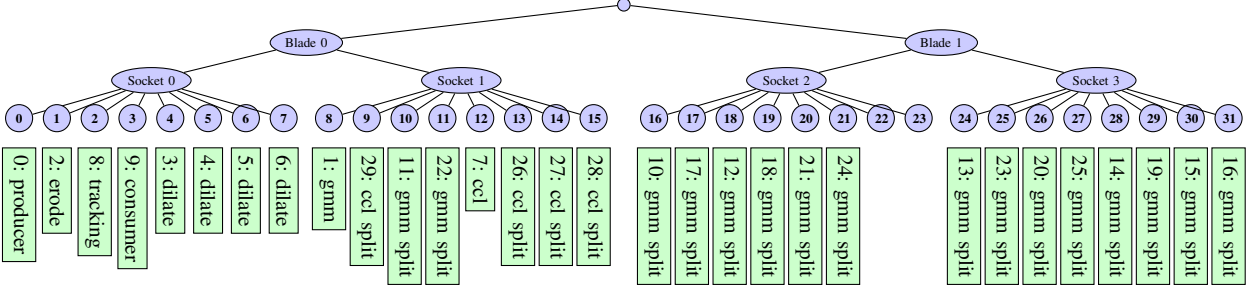 Blade 0
Blade 1
Socket 0
Socket 1
Socket 2
Socket 3
0 1 2 3 4 5 6 7 8 9 10 11 12 13 14 15 16 17 18 19 20 21 22 23 24 25 26 27 28 29 30 31
0: producer
2: erode
8: tracking
9: consumer
3: dilate
4: dilate
5: dilate
6: dilate
1: gmm
29: ccl split
11: gmm split
22: gmm split
7: ccl
26: ccl split
27: ccl split
28: ccl split
10: gmm split
17: gmm split
12: gmm split
18: gmm split
21: gmm split
24: gmm split
13: gmm split
23: gmm split
20: gmm split
25: gmm split
14: gmm split
19: gmm split
15: gmm split
16: gmm split